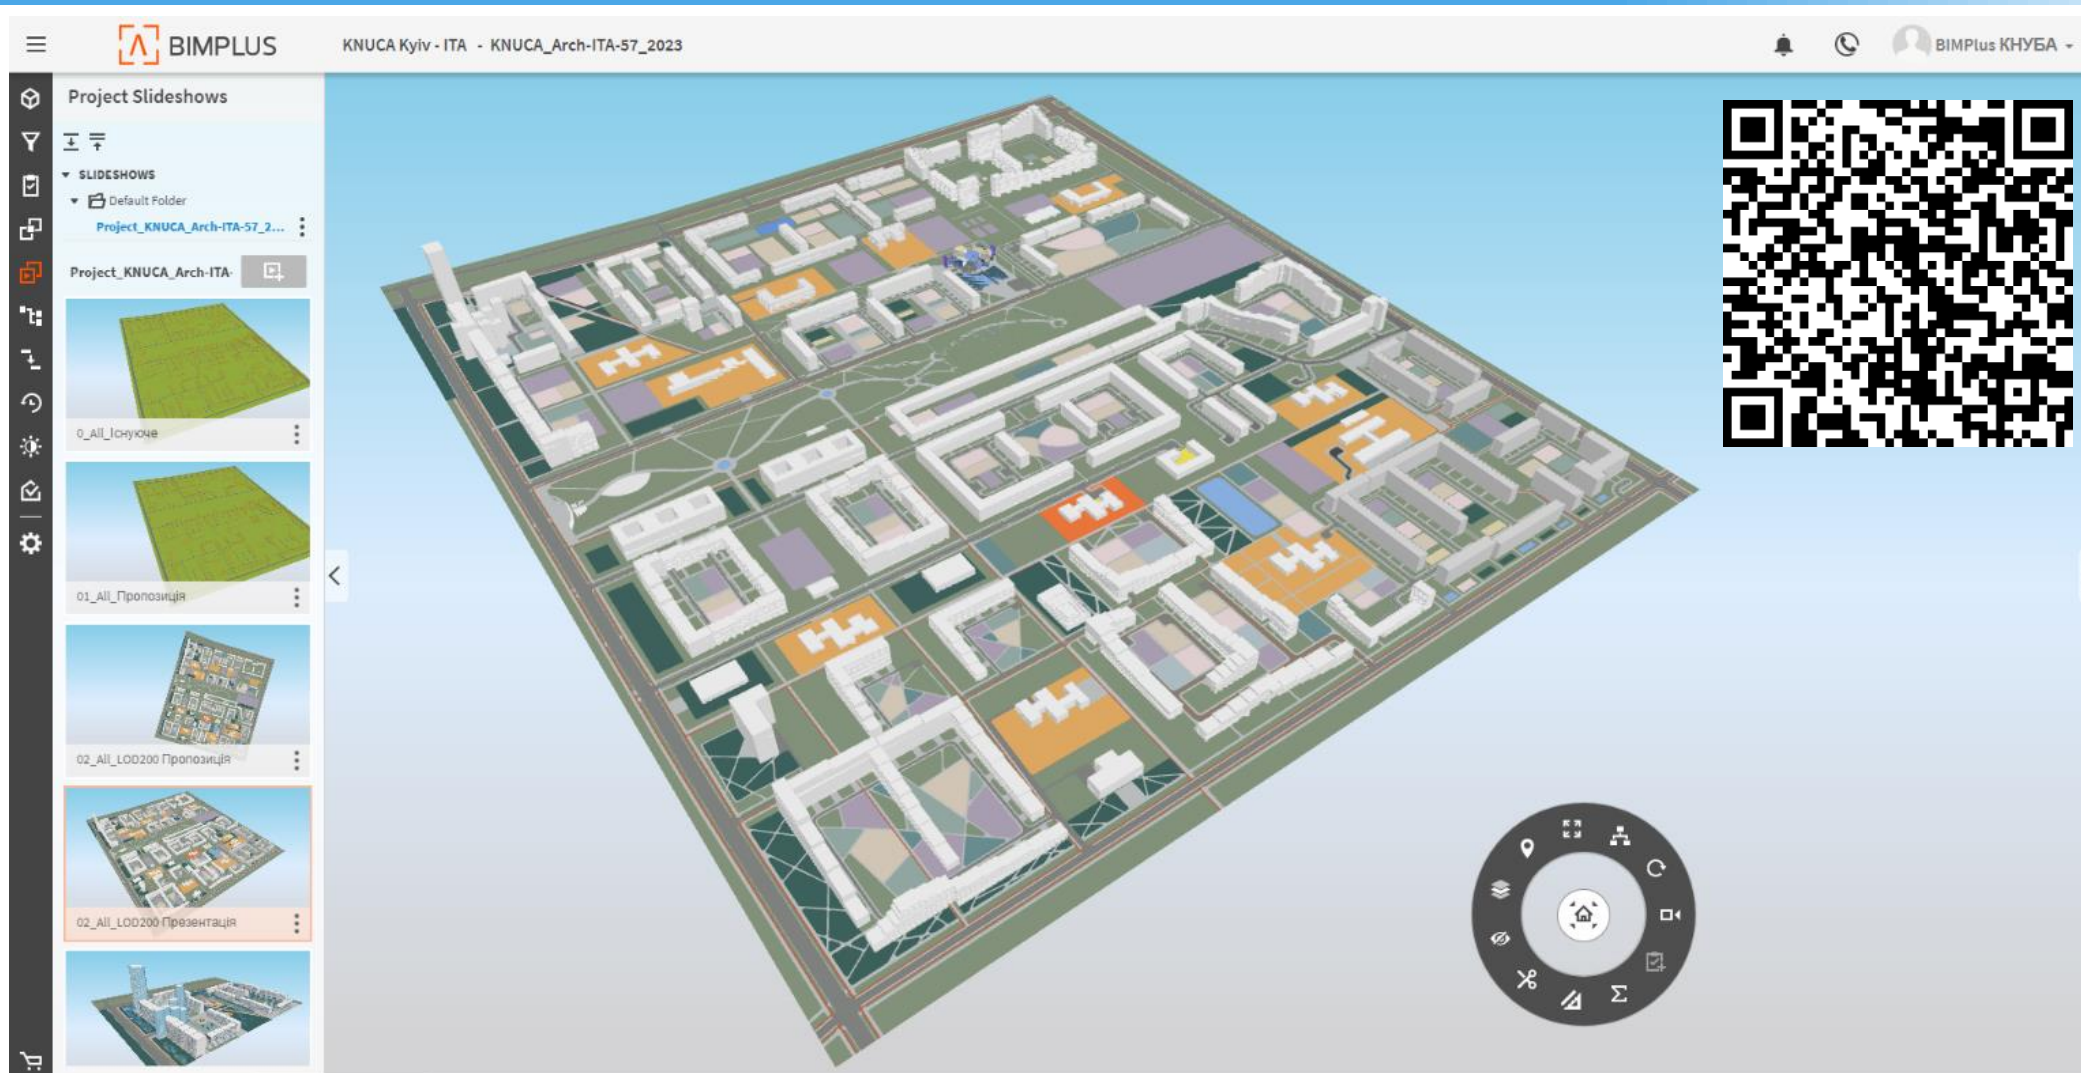 BIMPLUS
KNUCA Kyiv - ITA - KNUCA_Arch-ITA-57_2023
BIMPlus КНУБА
Project Slideshows
SLIDESHOWS
Default Folder
Project_KNUCA_Arch-ITA-57_2...
Project_KNUCA_Arch-ITA-
0_All_Існуюче
01_All_Пропозиція
02_All_LOD200 Пропозиція
02_All_LOD200 Презентація